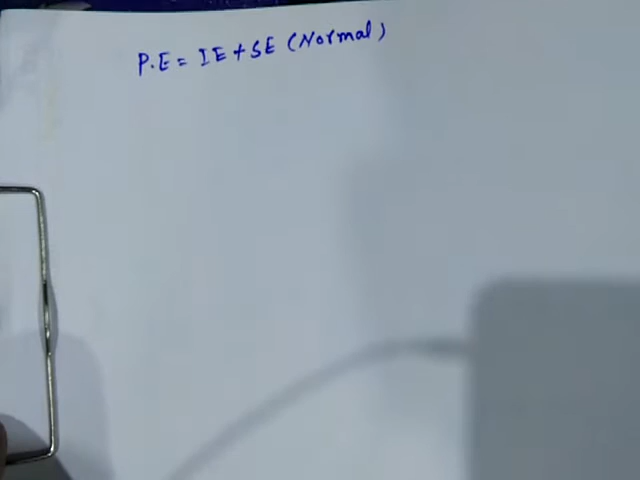 P.E = IE + SE (Normal)